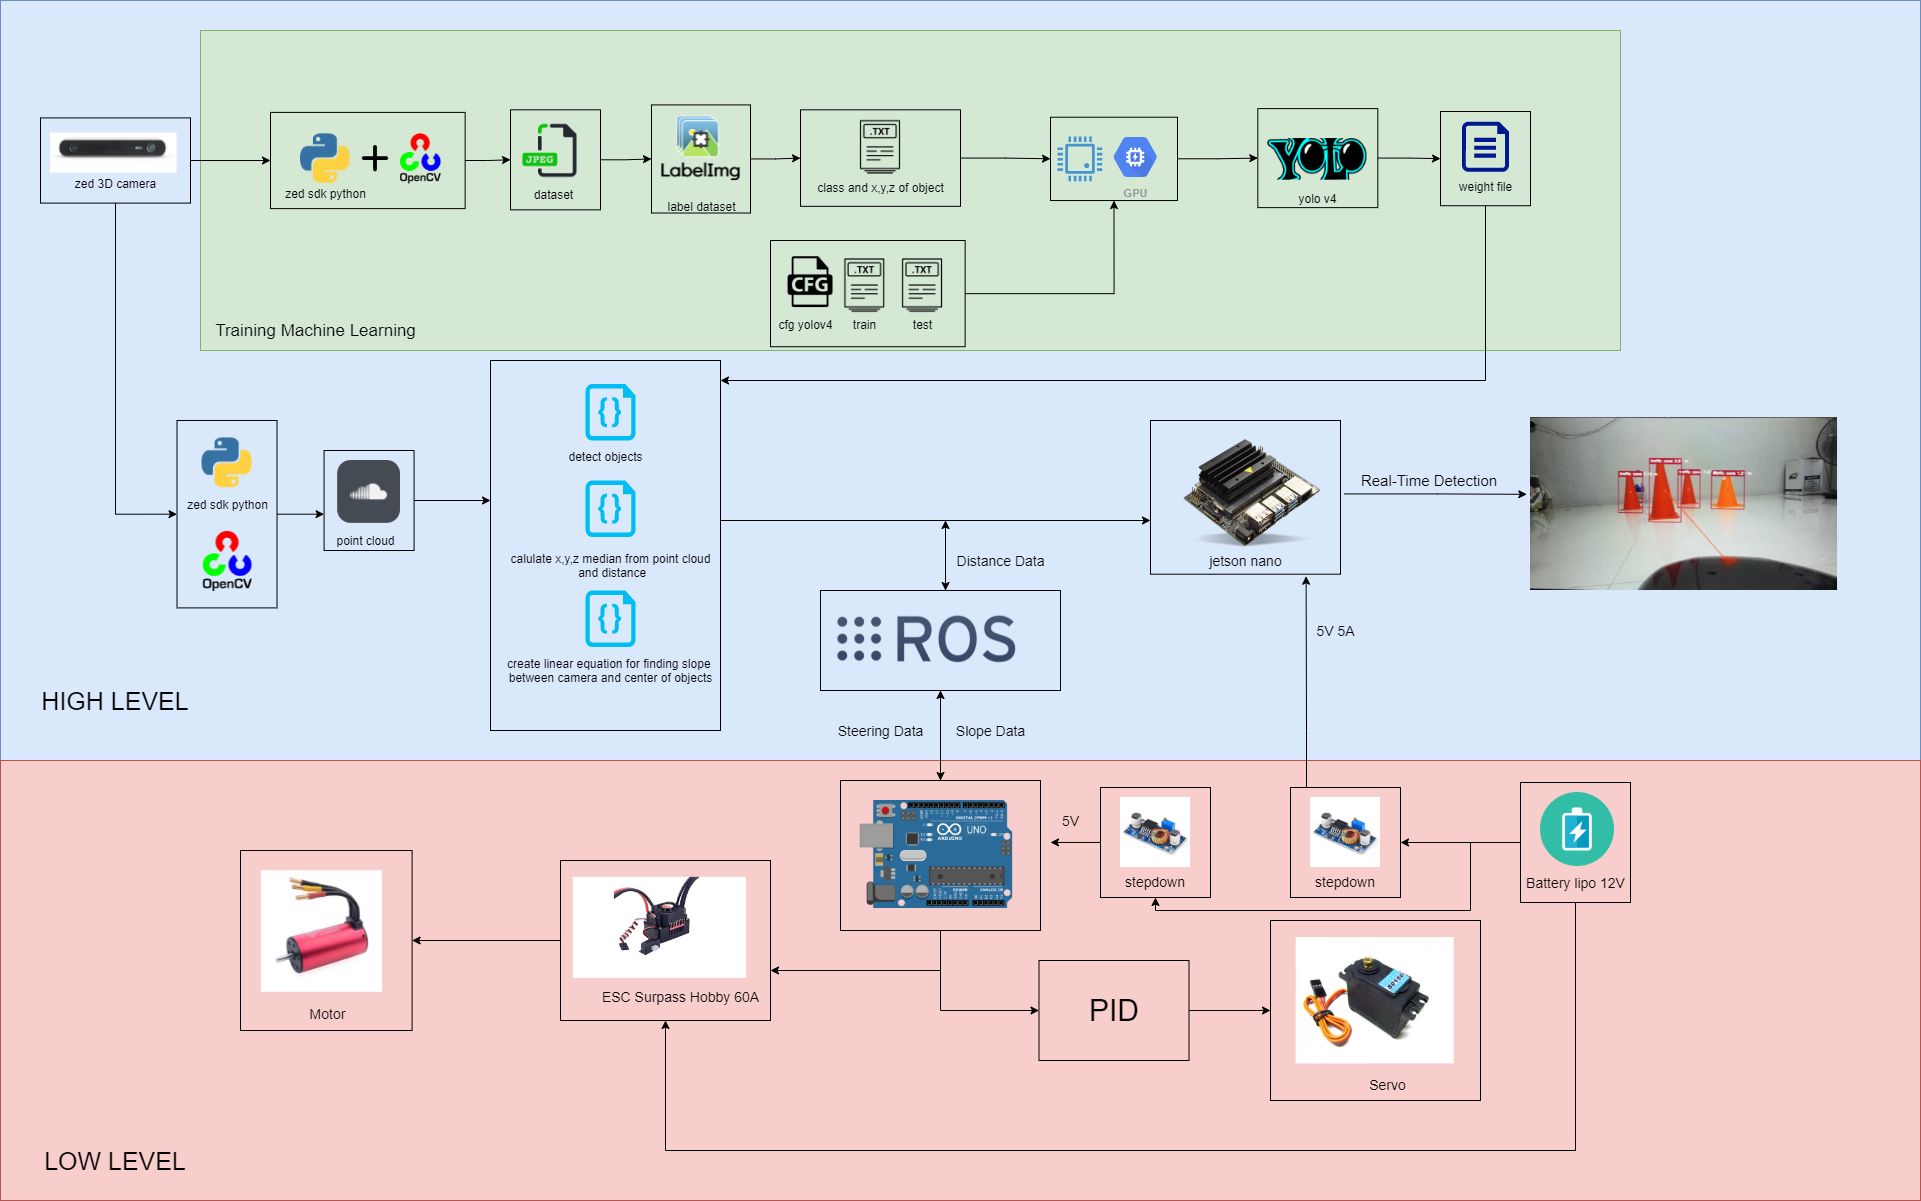 zed 3D camera
zed sdk python
OpenCV
JPEG
dataset
LabelImg
label dataset
.TXT
class and x,y,z of object
GPU
YOLO
yolo v4
weight file
CFG
.TXT
.TXT
cfg yolov4
train
test
Training Machine Learning
zed sdk python
OpenCV
point cloud
{}
detect objects
{}
calulate x,y,z median from point cloud
and distance
{}
create linear equation for finding slope
between camera and center of objects
jetson nano
Real-Time Detection
Distance Data
ROS
5V 5A
HIGH LEVEL
Steering Data
Slope Data
UNO
ARDUINO
5V
stepdown
stepdown
Battery lipo 12V
Motor
ESC Surpass Hobby 60A
PID
Servo
LOW LEVEL